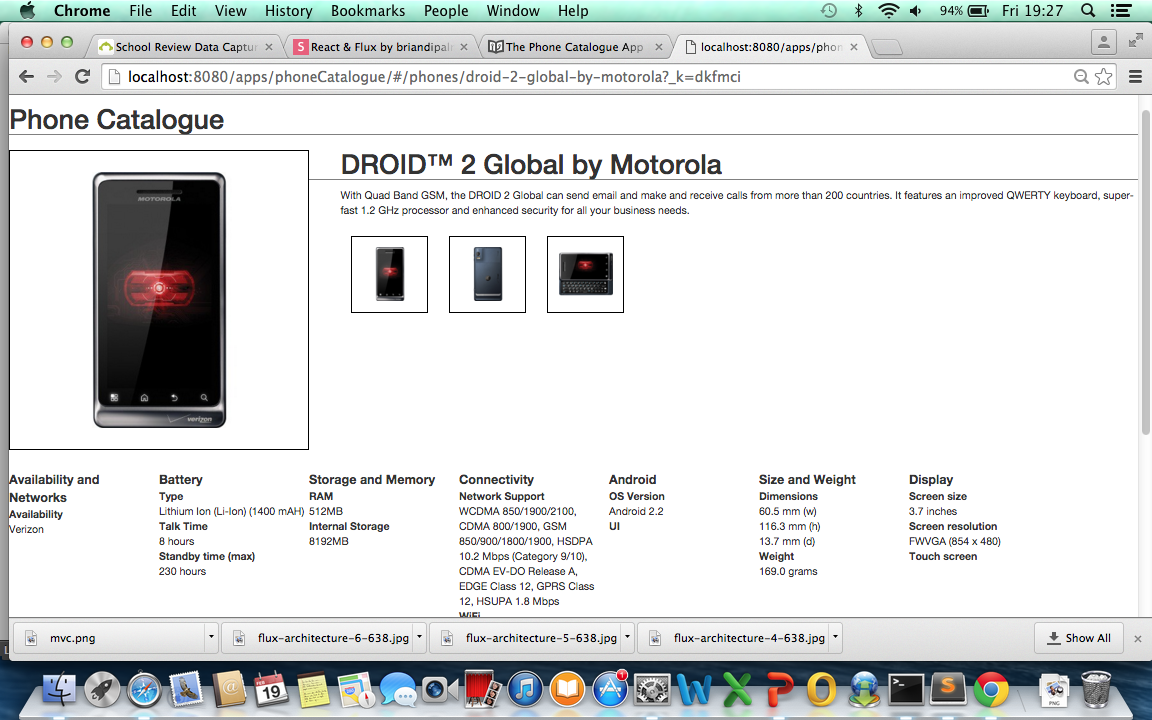 Chrome File Edit View History Bookmarks People Window Help 94% Fri 19:27
School Review Data Captur
React & Flux by briandipal
The Phone Catalogue App
localhost:8080/apps/phon
localhost:8080/apps/phoneCatalogue/#/phones/droid-2-global-by-motorola?_k=dkfmci
Phone Catalogue
DROID™ 2 Global by Motorola
With Quad Band GSM, the DROID 2 Global can send email and make and receive calls from more than 200 countries. It features an improved QWERTY keyboard, super-
fast 1.2 GHz processor and enhanced security for all your business needs.
MOTOROLA
verizon
Availability and
Networks
Availability
Verizon
Battery
Type
Lithium Ion (Li-Ion) (1400 mAH)
Talk Time
8 hours
Standby time (max)
230 hours
Storage and Memory
RAM
512MB
Internal Storage
8192MB
Connectivity
Network Support
WCDMA 850/1900/2100,
CDMA 800/1900, GSM
850/900/1800/1900, HSDPA
10.2 Mbps (Category 9/10),
CDMA EV-DO Release A,
EDGE Class 12, GPRS Class
12, HSUPA 1.8 Mbps
WiFi
Android
OS Version
Android 2.2
UI
Size and Weight
Dimensions
60.5 mm (w)
116.3 mm (h)
13.7 mm (d)
Weight
169.0 grams
Display
Screen size
3.7 inches
Screen resolution
FWVGA (854 x 480)
Touch screen
mvc.png
flux-architecture-6-638.jpg
flux-architecture-5-638.jpg
flux-architecture-4-638.jpg
Show All
FEB
19
1
PNG